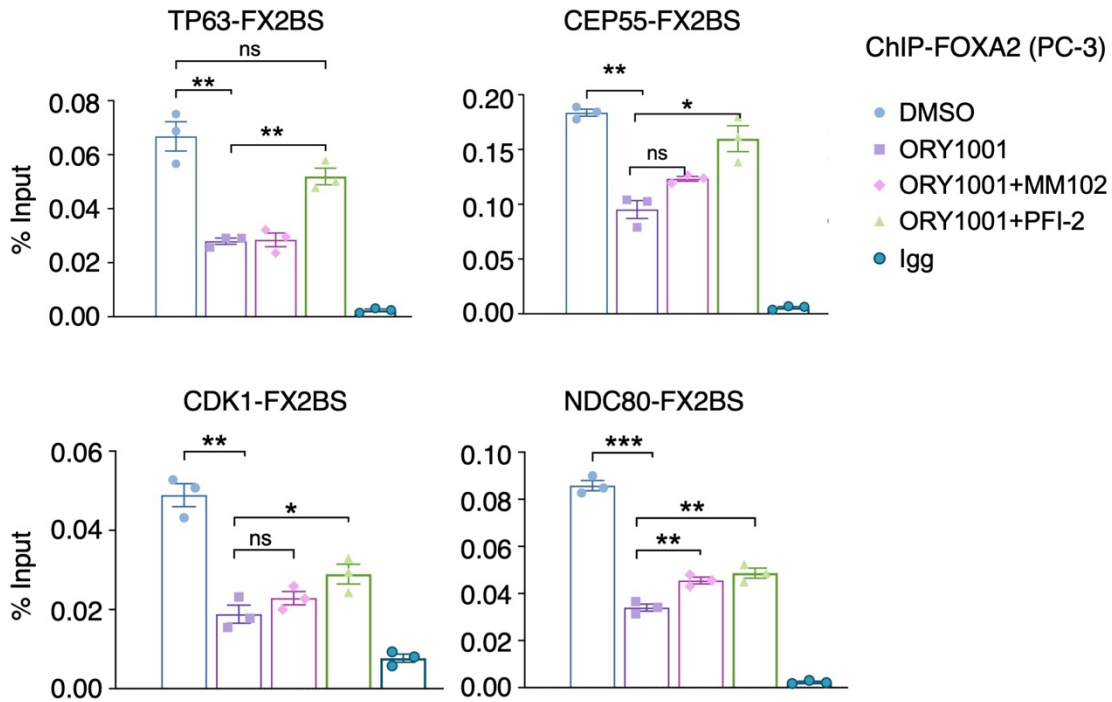 TP63-FX2BS
ns
**
**
0.08
0.06
0.04
0.02
0.00
% Input
CEP55-FX2BS
**
*
ns
0.20
0.15
0.10
0.05
0.00
ChIP-FOXA2 (PC-3)
DMSO
ORY1001
ORY1001+MM102
ORY1001+PFI-2
Igg
CDK1-FX2BS
**
*
ns
0.06
0.04
0.02
0.00
% Input
NDC80-FX2BS
***
**
**
0.10
0.08
0.06
0.04
0.02
0.00